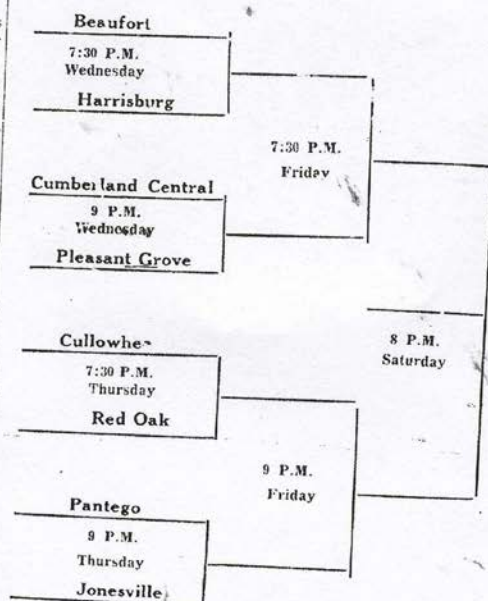 Beaufort
7:30 P.M.
Wednesday
Harrisburg
Cumberland Central
9 P.M.
Wednesday
Pleasant Grove
Cullowhee
7:30 P.M.
Thursday
Red Oak
Pantego
9 P.M.
Thursday
Jonesville
7:30 P.M.
Friday
9 P.M.
Friday
8 P.M.
Saturday